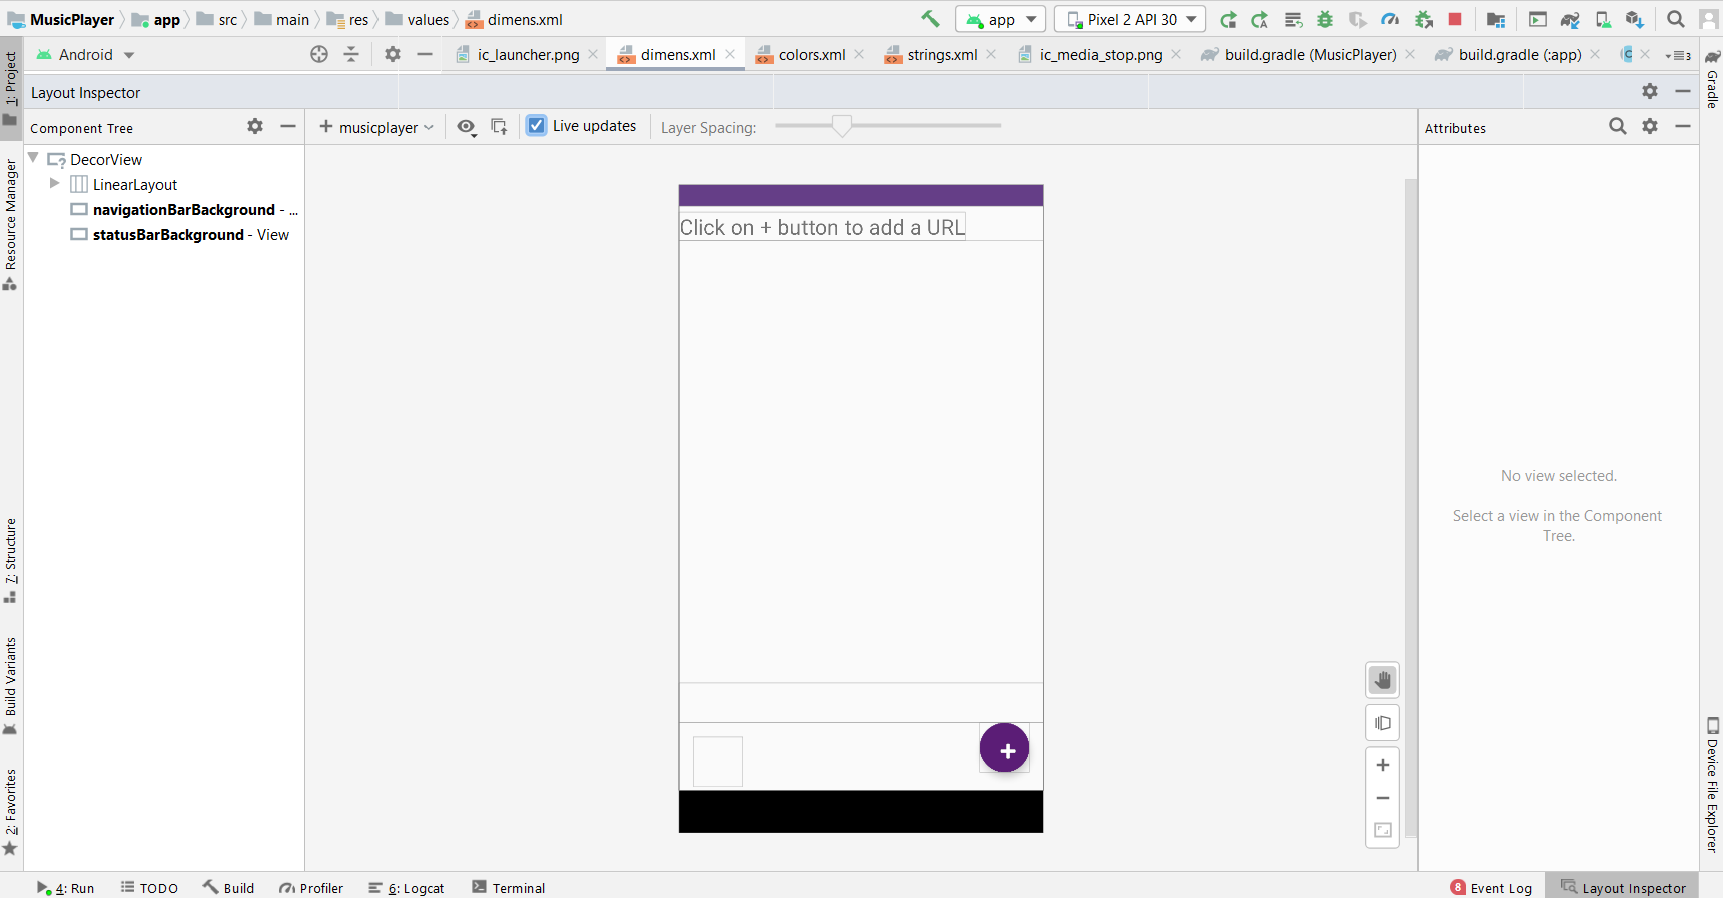 MusicPlayer app src main res values dimens.xml app Pixel 2 API 30
Android ic_launcher.png dimens.xml colors.xml strings.xml ic_media_stop.png build.gradle (MusicPlayer) build.gradle (:app) C 3
Layout Inspector
Component Tree musicplayer Live updates Layer Spacing: Attributes
DecorView
LinearLayout
navigationBarBackground - ...
statusBarBackground - View
Click on + button to add a URL
No view selected.
Select a view in the Component
Tree.
1: Project
Resource Manager
7: Structure
Build Variants
2: Favorites
Gradle
Device File Explorer
4: Run TODO Build Profiler 6: Logcat Terminal 8 Event Log Layout Inspector